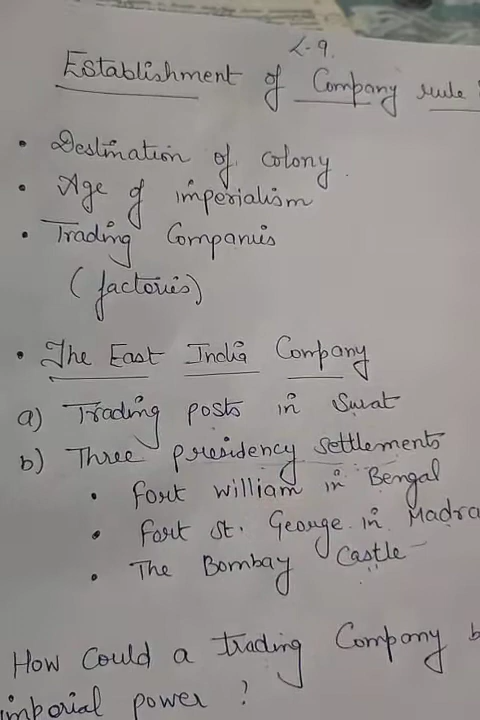 L-9.
Establishment of Company rule
• Destination of colony.
• Age of imperialism
• Trading Companies
(factories)
• The East India Company
a) Trading posts in Surat
b) Three presidency settlements
• Fort William in Bengal
• Fort St. George in Madra
• The Bombay Castle
How Could a trading Company b
imperial power ?